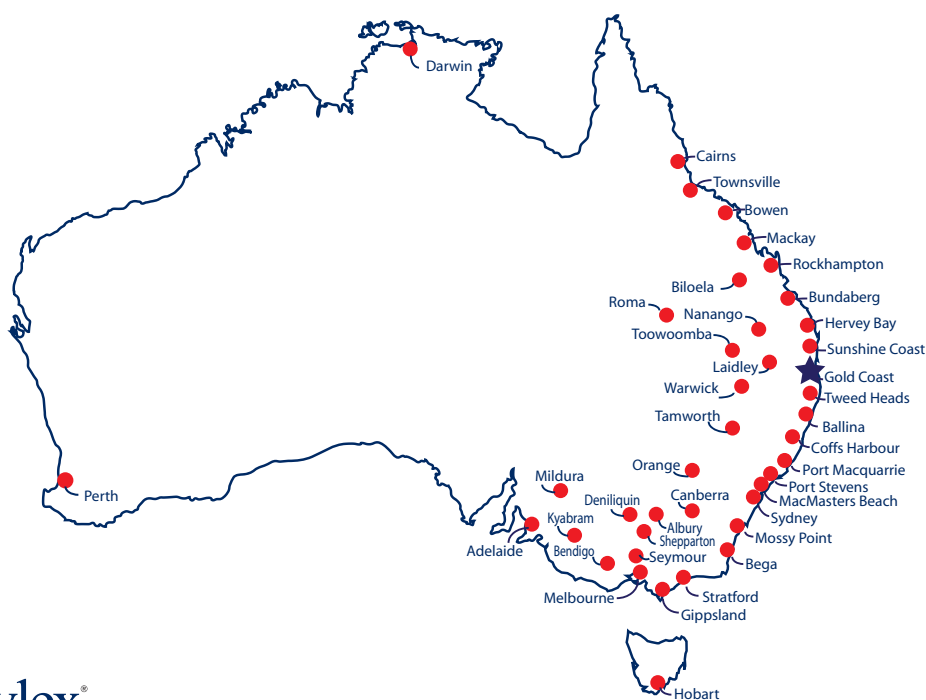 Darwin
Cairns
Townsville
Bowen
Mackay
Rockhampton
Biloela
Bundaberg
Roma
Nanango
Hervey Bay
Toowoomba
Sunshine Coast
Laidley
Gold Coast
Warwick
Tweed Heads
Tamworth
Ballina
Coffs Harbour
Orange
Port Macquarrie
Mildura
Port Stevens
Perth
Deniliquin
Canberra
MacMasters Beach
Kyabram
Sydney
Albury
Mossy Point
Adelaide
Shepparton
Bendigo
Seymour
Bega
Melbourne
Stratford
Gippsland
Hobart